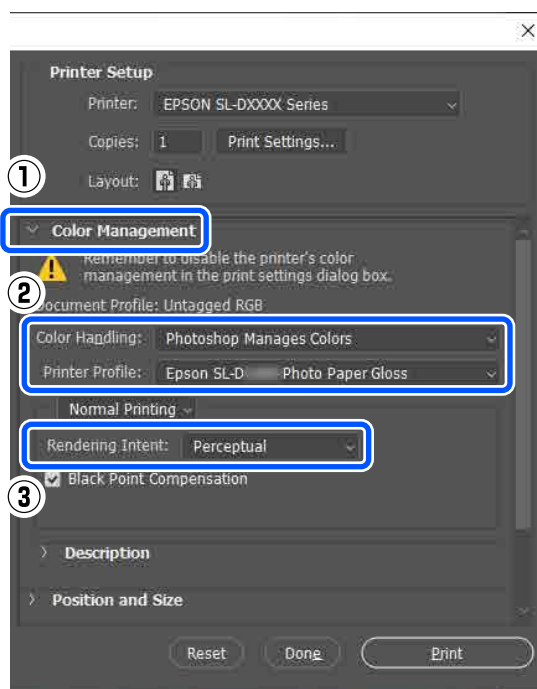 Printer Setup
Printer: EPSON SL-DXXXX Series
Copies: 1 Print Settings...
①
Layout:
Color Management
Remember to disable the printer's color
management in the print settings dialog box.
②
Document Profile: Untagged RGB
Color Handling: Photoshop Manages Colors
Printer Profile: Epson SL-D Photo Paper Gloss
Normal Printing
Rendering Intent: Perceptual
Black Point Compensation
③
Description
Position and Size
Reset Done Print